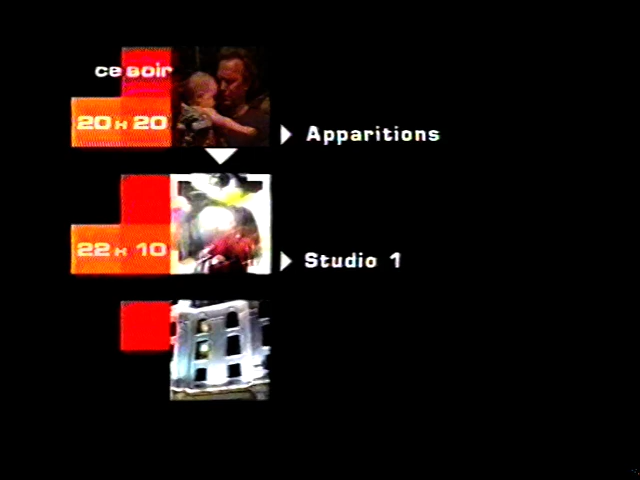 ce soir
20 H 20
Apparitions
22 H 10
Studio 1